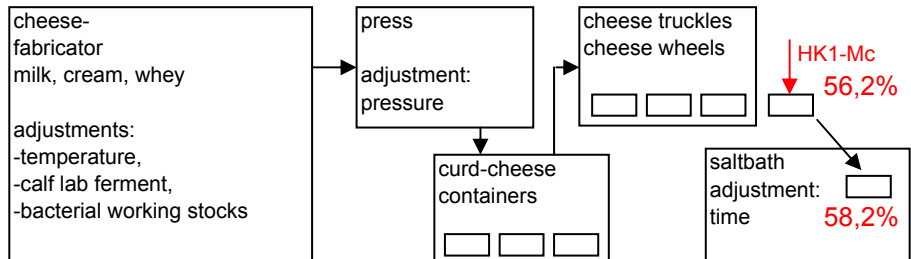 cheese-
fabricator
milk, cream, whey
adjustments:
-temperature,
-calf lab ferment,
-bacterial working stocks
press
adjustment:
pressure
curd-cheese
containers
cheese truckles
cheese wheels
HK1-Mc
56,2%
saltbath
adjustment:
time
58,2%